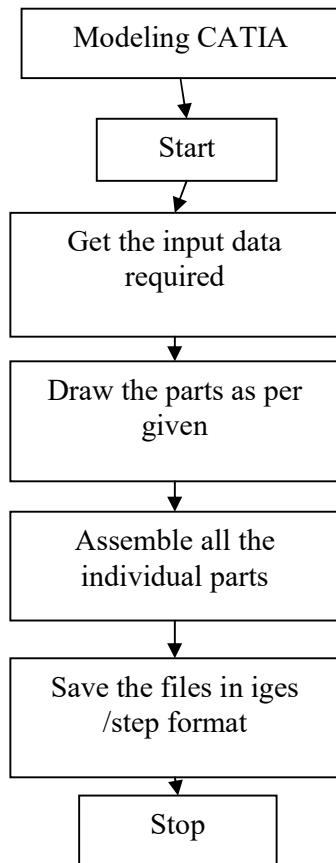 Modeling CATIA
Start
Get the input data
required
Draw the parts as per
given
Assemble all the
individual parts
Save the files in iges
/step format
Stop